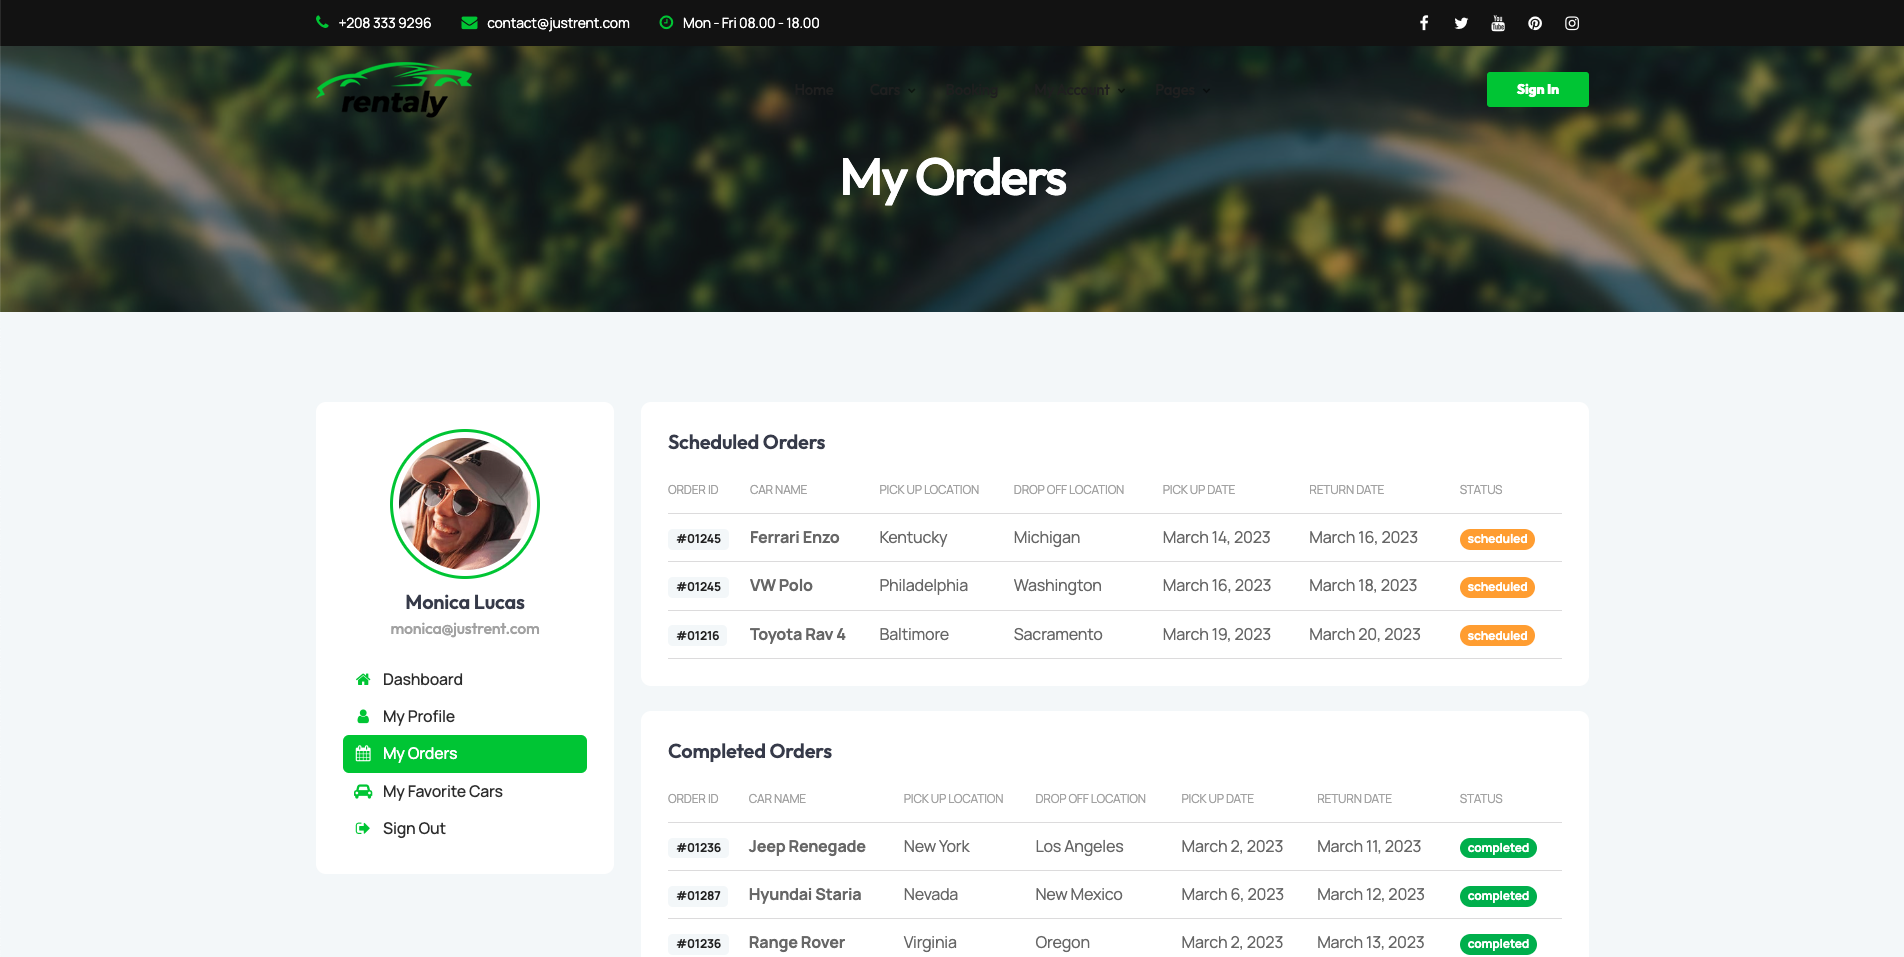 +208 333 9296 contact@justrent.com Mon - Fri 08.00 - 18.00
rentaly
Home Cars Booking My Account Pages Sign In
My Orders
Monica Lucas
monica@justrent.com
Dashboard
My Profile
My Orders
My Favorite Cars
Sign Out
Scheduled Orders
ORDER ID CAR NAME PICK UP LOCATION DROP OFF LOCATION PICK UP DATE RETURN DATE STATUS
#01245 Ferrari Enzo Kentucky Michigan March 14, 2023 March 16, 2023 scheduled
#01245 VW Polo Philadelphia Washington March 16, 2023 March 18, 2023 scheduled
#01216 Toyota Rav 4 Baltimore Sacramento March 19, 2023 March 20, 2023 scheduled
Completed Orders
ORDER ID CAR NAME PICK UP LOCATION DROP OFF LOCATION PICK UP DATE RETURN DATE STATUS
#01236 Jeep Renegade New York Los Angeles March 2, 2023 March 11, 2023 completed
#01287 Hyundai Staria Nevada New Mexico March 6, 2023 March 12, 2023 completed
#01236 Range Rover Virginia Oregon March 2, 2023 March 13, 2023 completed